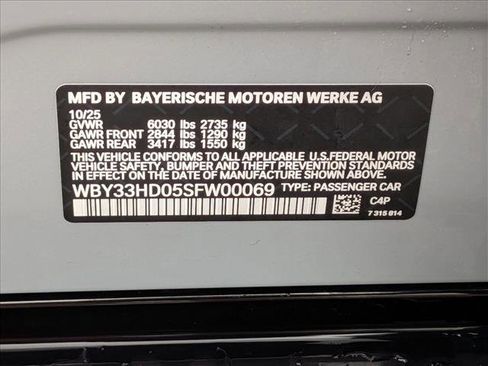 MFD BY BAYERISCHE MOTOREN WERKE AG
10/25
GVWR 6030 lbs 2735 kg
GAWR FRONT 2844 lbs 1290 kg
GAWR REAR 3417 lbs 1550 kg
THIS VEHICLE CONFORMS TO ALL APPLICABLE U.S.FEDERAL MOTOR
VEHICLE SAFETY, BUMPER AND THEFT PREVENTION STANDARDS
IN EFFECT ON THE DATE OF MANUFACTURE SHOWN ABOVE.
WBY33HD05SFW00069 TYPE: PASSENGER CAR
C4P
7 315 614